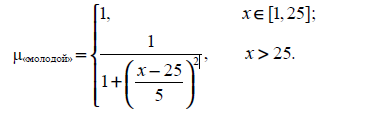 μ«молодой» = { 1, x ∈ [1, 25];
1 / (1 + ((x − 25) / 5)²), x > 25.